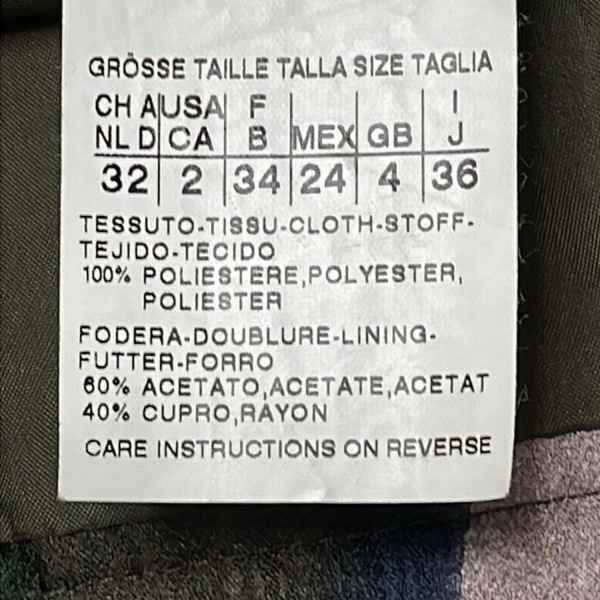 GRÖSSE TAILLE TALLA SIZE TAGLIA
CH A USA F I
NL D CA B MEX GB J
32 2 34 24 4 36
TESSUTO-TISSU-CLOTH-STOFF-
TEJIDO-TECIDO
100% POLIESTERE,POLYESTER,
POLIESTER
FODERA-DOUBLURE-LINING-
FUTTER-FORRO
60% ACETATO,ACETATE,ACETAT
40% CUPRO,RAYON
CARE INSTRUCTIONS ON REVERSE